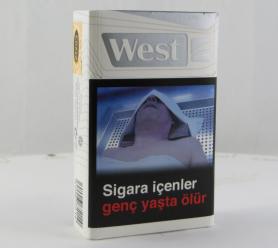 West
Sigara içenler
genç yaşta ölür